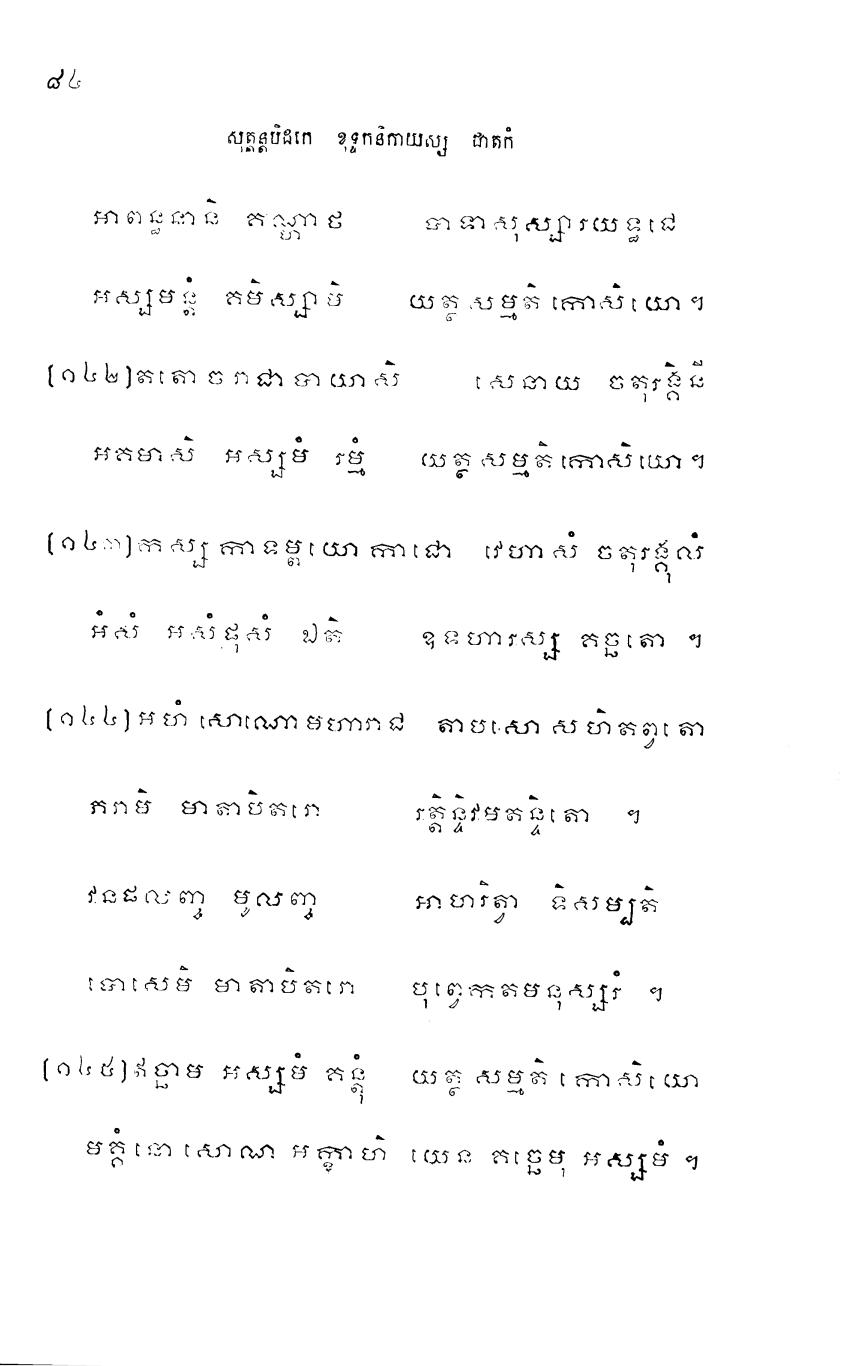 ៨៤
សុត្តន្តបិដកេ ខុទ្ទកនិកាយស្ស ជាតកំ
អាពន្ធនានិ គណ្ហាថ បាទាសុស្សារយទ្ធជេ
អស្សមន្តំ គមិស្សាមិ យត្ថ សម្មតិ កោសិយោ ។
[១៤២] តតោ ច រាជា បាយាសិ សេនាយ ចតុរង្គិនី
អគមាសិ អស្សមំ រម្មំ យត្ថ សម្មតិ កោសិយោ ។
[១៤៣] កស្ស កាទម្ពយោ កាជោ វេហាសំ ចតុរង្គុលំ
អំសំ អសំផុសំ ឯតិ ឧទហារស្ស គច្ឆតោ ។
[១៤៤] អហំ សោណោ មហារាជ តាបសោ សហិតព្វតោ
ភរាមិ មាតាបិតរោ រត្តិន្ទិវមតន្ទិតោ ។
វនផលញ្ច មូលញ្ច អាហរិត្វា ទិសម្បតិ
បោសេមិ មាតាបិតរោ បុព្វេកតមនុស្សរំ ។
[១៤៥] ឥច្ឆាម អស្សមំ គន្តុំ យត្ថ សម្មតិ កោសិយោ
មគ្គំ នោ សោណ អក្ខាហិ យេន គច្ឆេមុ អស្សមំ ។